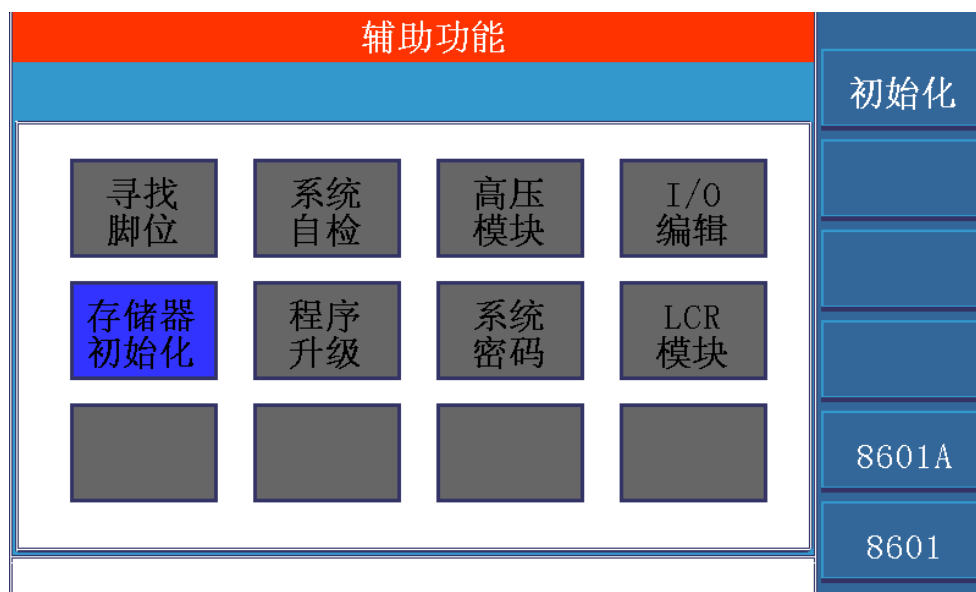 辅助功能
初始化
寻找
脚位
系统
自检
高压
模块
I/O
编辑
存储器
初始化
程序
升级
系统
密码
LCR
模块
8601A
8601